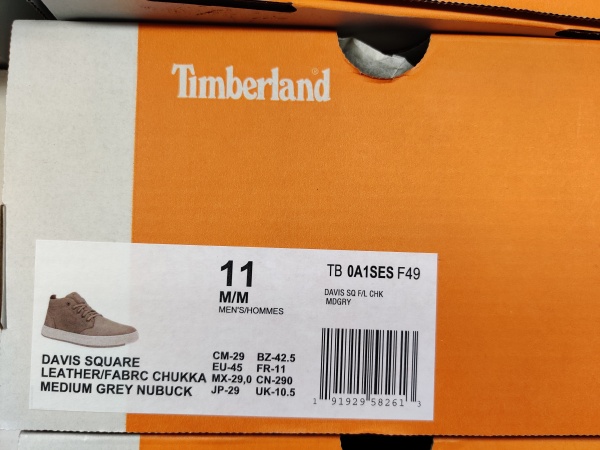 Timberland®
11
M/M
MEN'S/HOMMES
TB 0A1SES F49
DAVIS SQ F/L CHK
MDGRY
DAVIS SQUARE
LEATHER/FABRC CHUKKA
MEDIUM GREY NUBUCK
CM-29 BZ-42.5
EU-45 FR-11
MX-29,0 CN-290
JP-29 UK-10.5
1 91929 58261 3